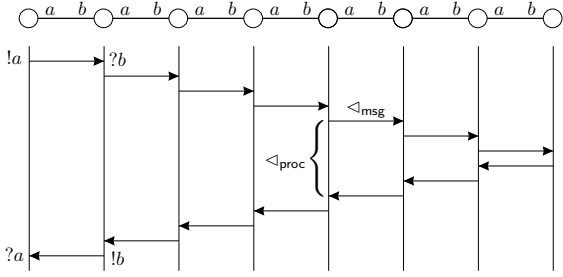 a b a b a b a b a b a b a b
!a ?b
◁msg
◁proc
?a !b